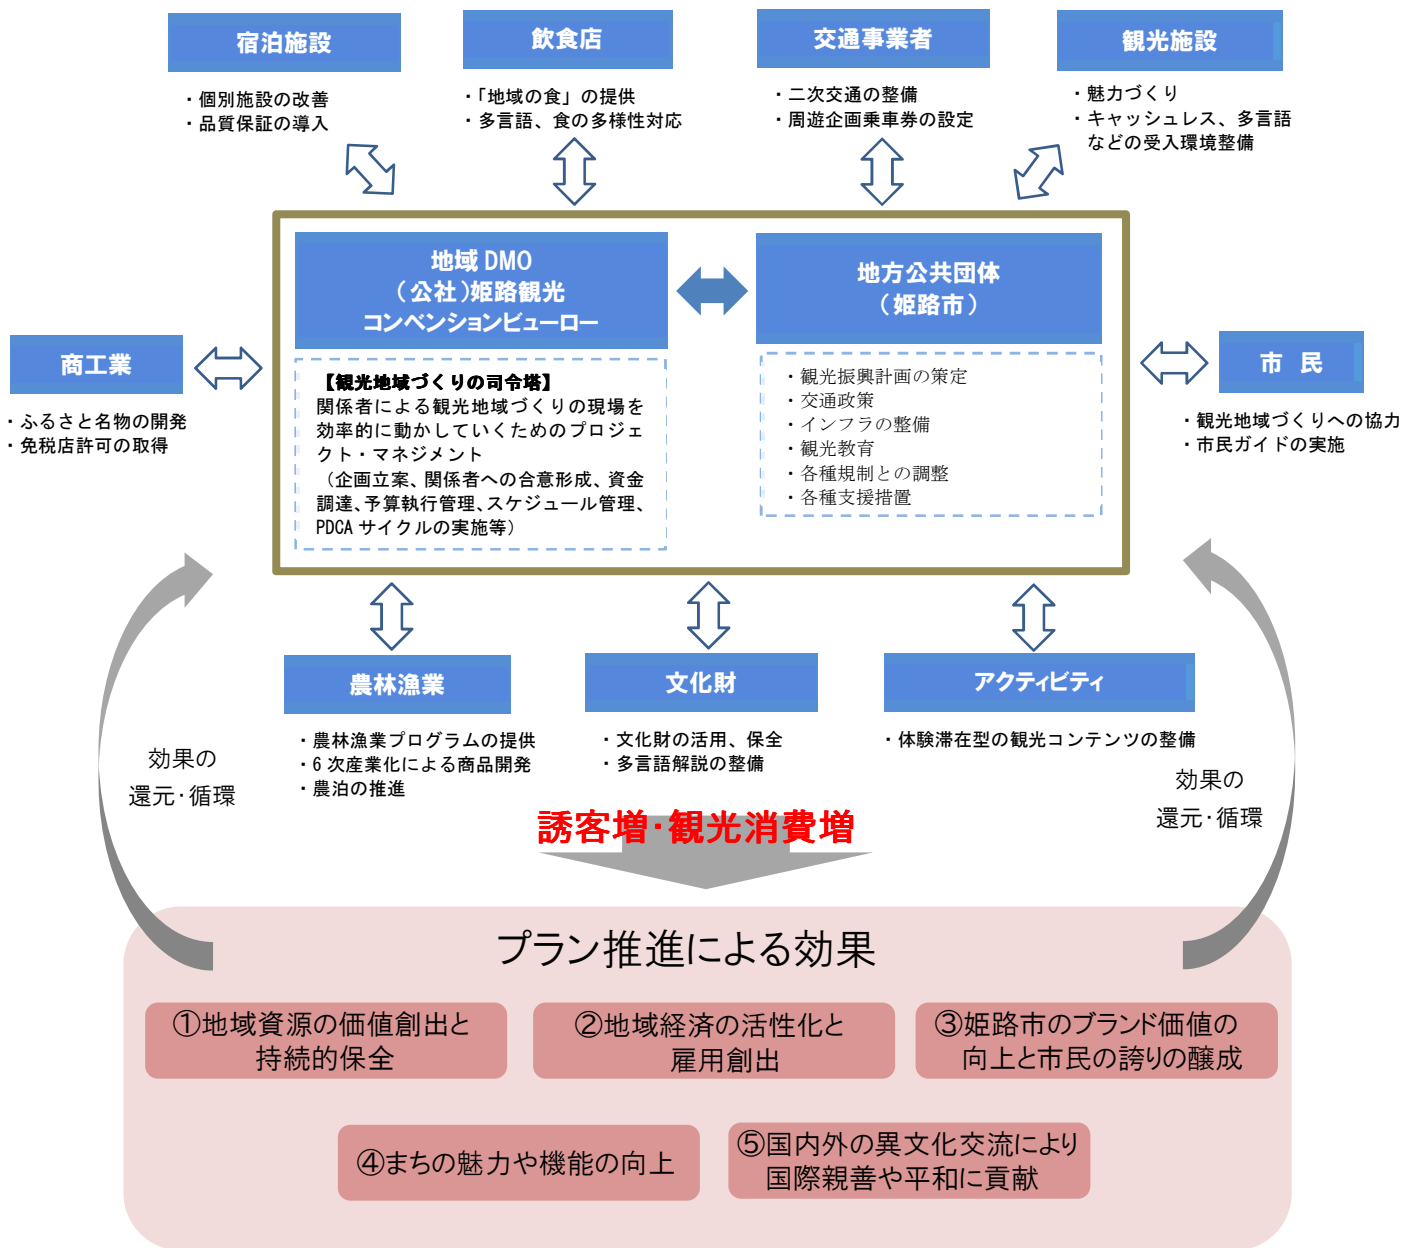 宿泊施設
・個別施設の改善
・品質保証の導入
飲食店
・「地域の食」の提供
・多言語、食の多様性対応
交通事業者
・二次交通の整備
・周遊企画乗車券の設定
観光施設
・魅力づくり
・キャッシュレス、多言語
などの受入環境整備
地域 DMO
（公社）姫路観光
コンベンションビューロー
【観光地域づくりの司令塔】
関係者による観光地域づくりの現場を
効率的に動かしていくためのプロジェ
クト・マネジメント
（企画立案、関係者への合意形成、資金
調達、予算執行管理、スケジュール管理、
PDCA サイクルの実施等）
地方公共団体
（姫路市）
・観光振興計画の策定
・交通政策
・インフラの整備
・観光教育
・各種規制との調整
・各種支援措置
商工業
・ふるさと名物の開発
・免税店許可の取得
市 民
・観光地域づくりへの協力
・市民ガイドの実施
農林漁業
・農林漁業プログラムの提供
・6 次産業化による商品開発
・農泊の推進
文化財
・文化財の活用、保全
・多言語解説の整備
アクティビティ
・体験滞在型の観光コンテンツの整備
効果の
還元・循環
効果の
還元・循環
誘客増・観光消費増
プラン推進による効果
①地域資源の価値創出と
持続的保全
②地域経済の活性化と
雇用創出
③姫路市のブランド価値の
向上と市民の誇りの醸成
④まちの魅力や機能の向上
⑤国内外の異文化交流により
国際親善や平和に貢献